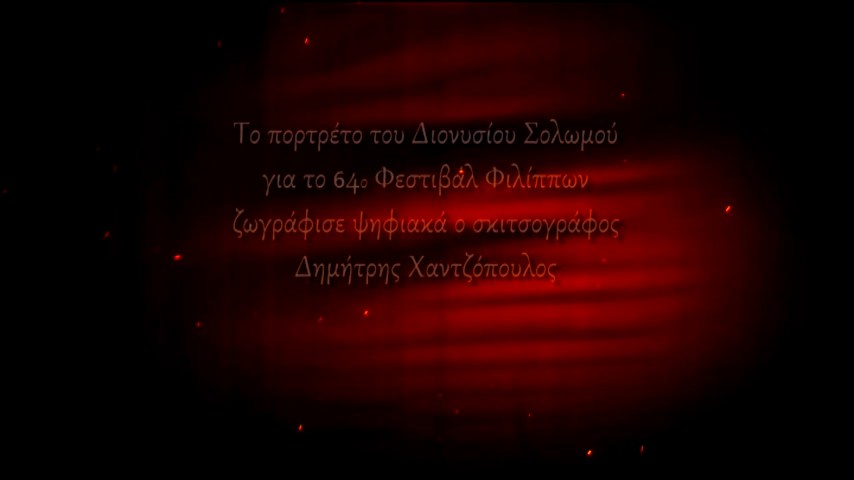 Το πορτρέτο του Διονυσίου Σολωμού
για το 64ο Φεστιβάλ Φιλίππων
ζωγράφισε ψηφιακά ο σκιτσογράφος
Δημήτρης Χαντζόπουλος